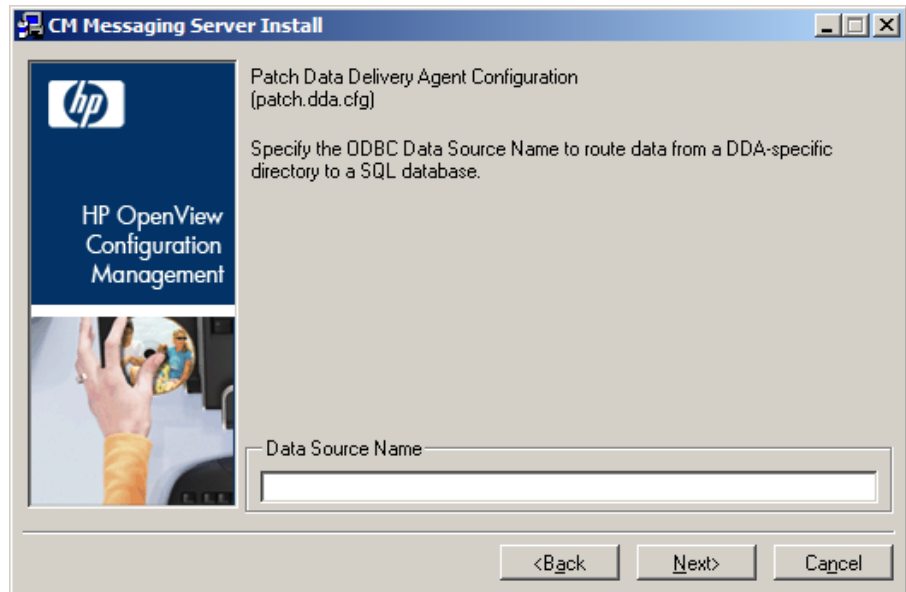 CM Messaging Server Install
hp
HP OpenView
Configuration
Management
Patch Data Delivery Agent Configuration
(patch.dda.cfg)
Specify the ODBC Data Source Name to route data from a DDA-specific
directory to a SQL database.
Data Source Name
<Back
Next>
Cancel